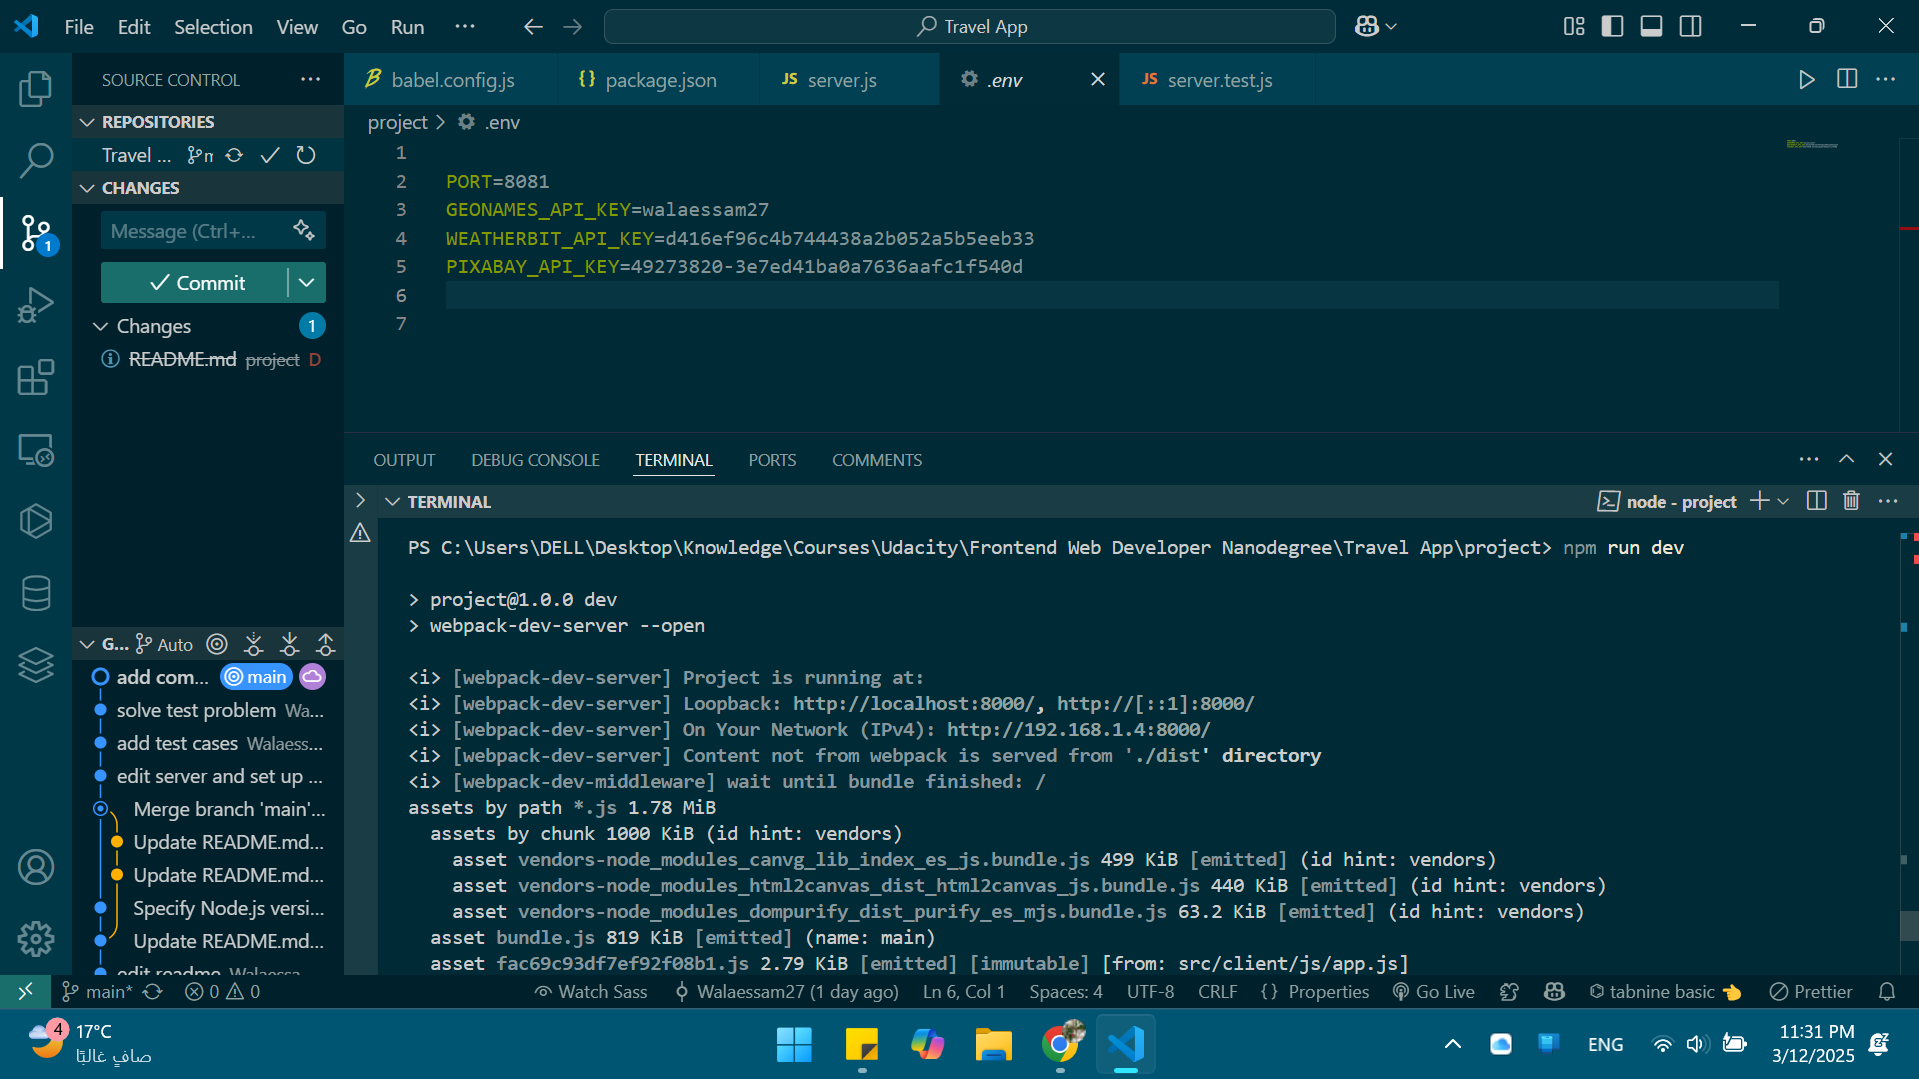 File Edit Selection View Go Run ··· Travel App
SOURCE CONTROL ···
REPOSITORIES
Travel ...
CHANGES
Message (Ctrl+...
Commit
Changes 1
README.md project D
1
G... Auto
add com... main
solve test problem Wa...
add test cases Walaess...
edit server and set up ...
Merge branch 'main'...
Update README.md...
Update README.md...
Specify Node.js versi...
Update README.md...
edit readme Walaessa
babel.config.js {} package.json JS server.js .env JS server.test.js
project > .env
1
2 PORT=8081
3 GEONAMES_API_KEY=walaessam27
4 WEATHERBIT_API_KEY=d416ef96c4b744438a2b052a5b5eeb33
5 PIXABAY_API_KEY=49273820-3e7ed41ba0a7636aafc1f540d
6
7
OUTPUT DEBUG CONSOLE TERMINAL PORTS COMMENTS
TERMINAL node - project
PS C:\Users\DELL\Desktop\Knowledge\Courses\Udacity\Frontend Web Developer Nanodegree\Travel App\project> npm run dev
> project@1.0.0 dev
> webpack-dev-server --open
<i> [webpack-dev-server] Project is running at:
<i> [webpack-dev-server] Loopback: http://localhost:8000/, http://[::1]:8000/
<i> [webpack-dev-server] On Your Network (IPv4): http://192.168.1.4:8000/
<i> [webpack-dev-server] Content not from webpack is served from './dist' directory
<i> [webpack-dev-middleware] wait until bundle finished: /
assets by path *.js 1.78 MiB
assets by chunk 1000 KiB (id hint: vendors)
asset vendors-node_modules_canvg_lib_index_es_js.bundle.js 499 KiB [emitted] (id hint: vendors)
asset vendors-node_modules_html2canvas_dist_html2canvas_js.bundle.js 440 KiB [emitted] (id hint: vendors)
asset vendors-node_modules_dompurify_dist_purify_es_mjs.bundle.js 63.2 KiB [emitted] (id hint: vendors)
asset bundle.js 819 KiB [emitted] (name: main)
asset fac69c93df7ef92f08b1.js 2.79 KiB [emitted] [immutable] [from: src/client/js/app.js]
main* 0 0 Watch Sass Walaessam27 (1 day ago) Ln 6, Col 1 Spaces: 4 UTF-8 CRLF {} Properties Go Live tabnine basic Prettier
4 17°C
صافٍ غالبًا
ENG
11:31 PM
3/12/2025